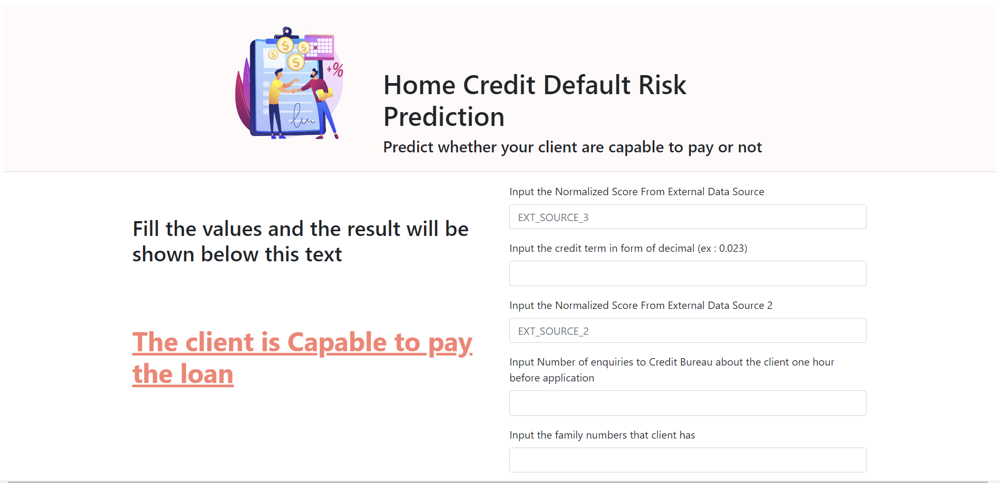 +%
Home Credit Default Risk
Prediction
Predict whether your client are capable to pay or not
Fill the values and the result will be
shown below this text
The client is Capable to pay
the loan
Input the Normalized Score From External Data Source
EXT_SOURCE_3
Input the credit term in form of decimal (ex : 0.023)
Input the Normalized Score From External Data Source 2
EXT_SOURCE_2
Input Number of enquiries to Credit Bureau about the client one hour
before application
Input the family numbers that client has